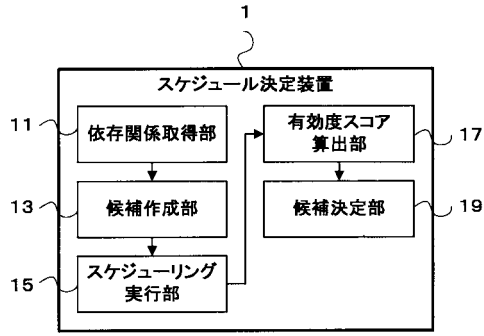 1
スケジュール決定装置
11
依存関係取得部
13
候補作成部
15
スケジューリング
実行部
有効度スコア
算出部
17
候補決定部
19